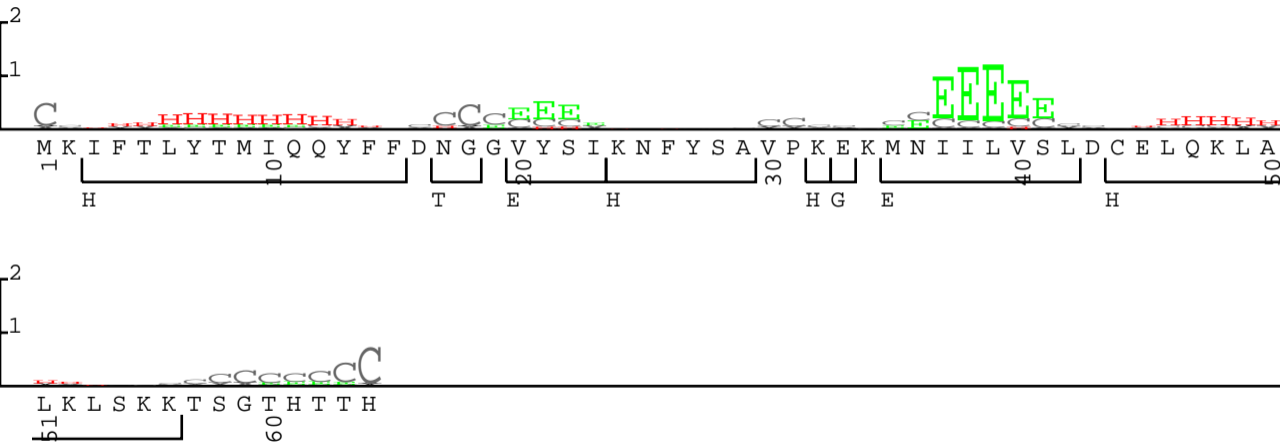 2
1
C H H H H H H H H C C C E E E C C C E E E E E H H H H H
M K I F T L Y T M I Q Q Y F F D N G G V Y S I K N F Y S A V P K E K M N I I L V S L D C E L Q K L A
1 10 20 30 40 50
H T E H H G E H
2
1
C C C C C C C C
L K L S K K T S G T H T T H
51 60